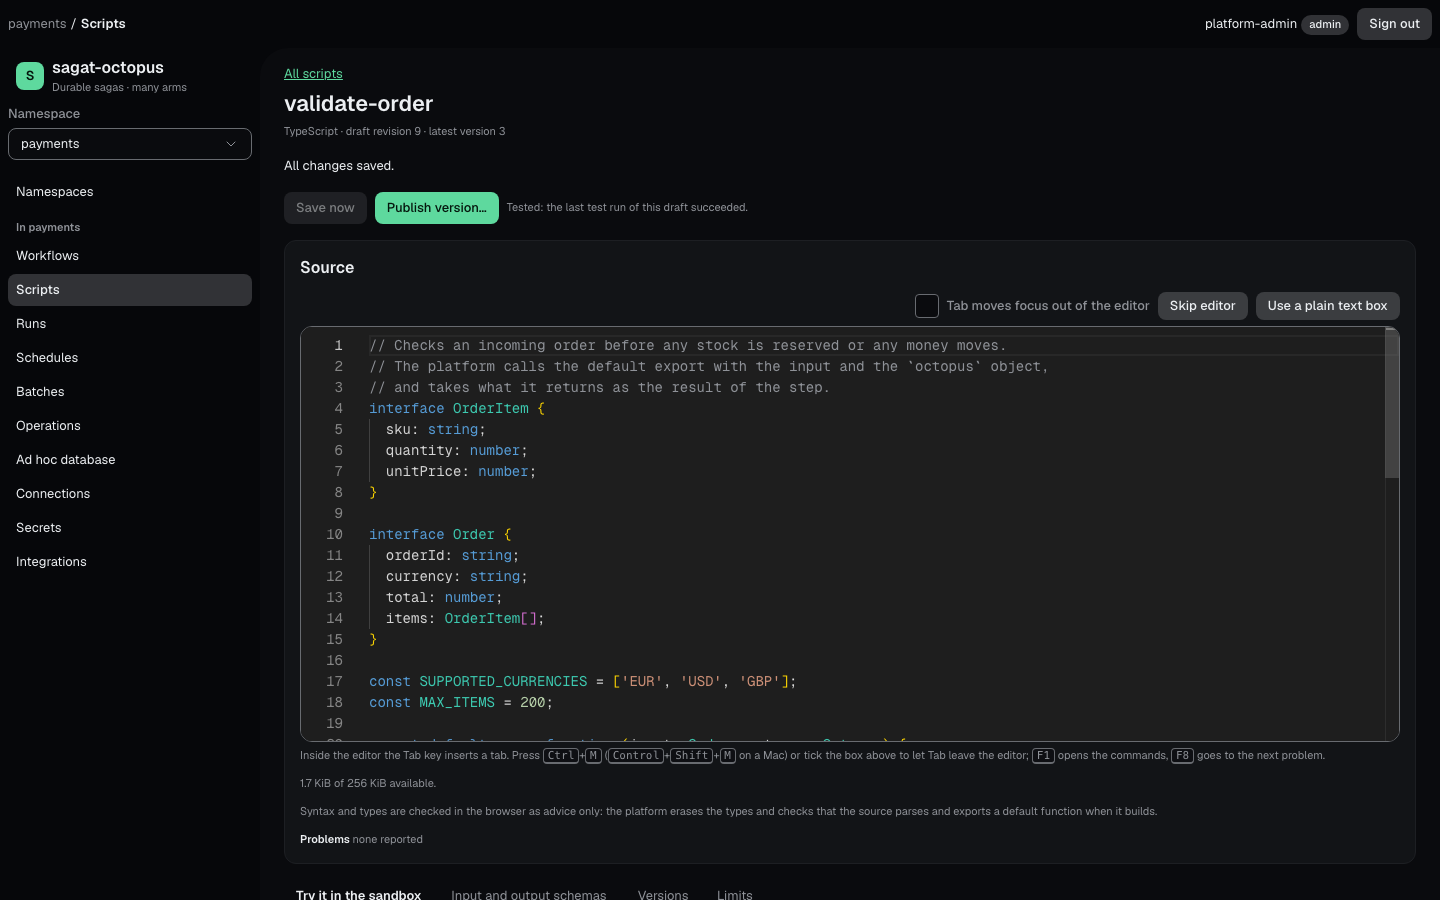 payments / Scripts
platform-admin admin Sign out
S sagat-octopus
Durable sagas · many arms
Namespace
payments
Namespaces
In payments
Workflows
Scripts
Runs
Schedules
Batches
Operations
Ad hoc database
Connections
Secrets
Integrations
All scripts
validate-order
TypeScript · draft revision 9 · latest version 3
All changes saved.
Save now Publish version… Tested: the last test run of this draft succeeded.
Source
Tab moves focus out of the editor Skip editor Use a plain text box
1 // Checks an incoming order before any stock is reserved or any money moves.
2 // The platform calls the default export with the input and the `octopus` object,
3 // and takes what it returns as the result of the step.
4 interface OrderItem {
5 sku: string;
6 quantity: number;
7 unitPrice: number;
8 }
9
10 interface Order {
11 orderId: string;
12 currency: string;
13 total: number;
14 items: OrderItem[];
15 }
16
17 const SUPPORTED_CURRENCIES = ['EUR', 'USD', 'GBP'];
18 const MAX_ITEMS = 200;
19
Inside the editor the Tab key inserts a tab. Press Ctrl+M (Control+Shift+M on a Mac) or tick the box above to let Tab leave the editor; F1 opens the commands, F8 goes to the next problem.
1.7 KiB of 256 KiB available.
Syntax and types are checked in the browser as advice only: the platform erases the types and checks that the source parses and exports a default function when it builds.
Problems none reported
Try it in the sandbox Input and output schemas Versions Limits